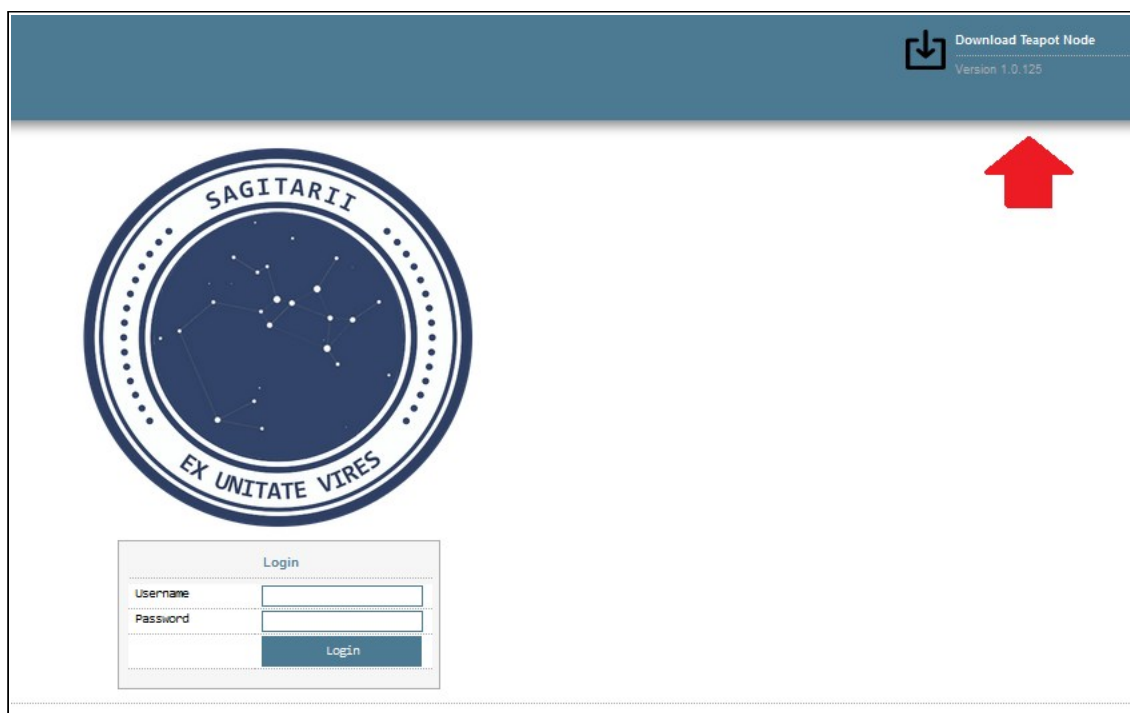 Download Teapot Node
Version 1.0.125
SAGITARII
EX UNITATE VIRES
Login
Username
Password
Login